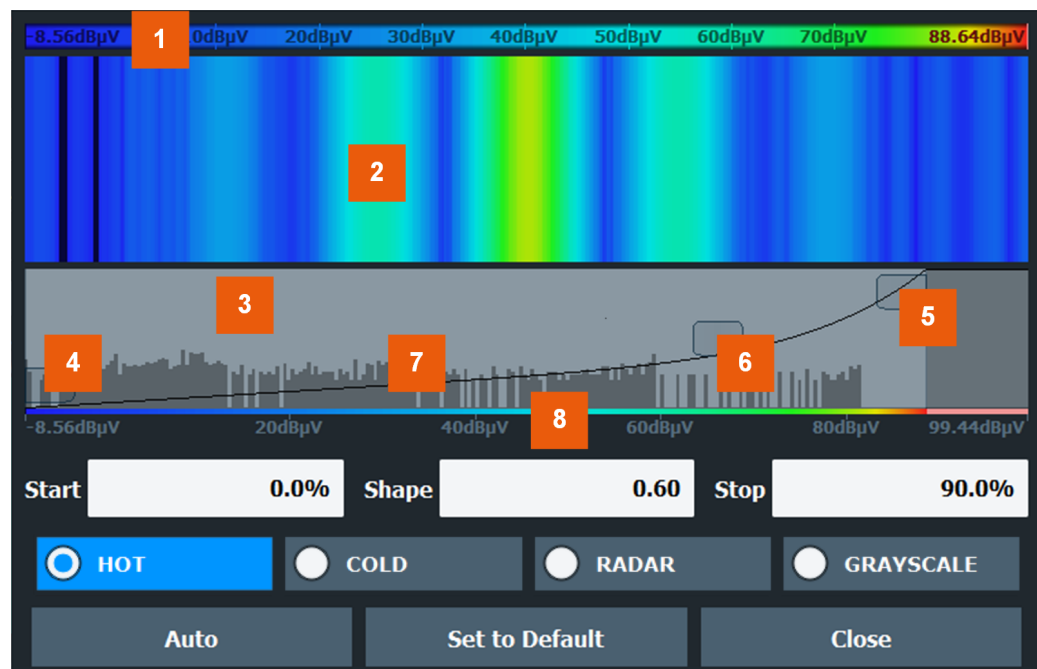 -8.56dBµV 1 0dBµV 20dBµV 30dBµV 40dBµV 50dBµV 60dBµV 70dBµV 88.64dBµV
2
3
5
4 7 6
8
-8.56dBµV 20dBµV 40dBµV 60dBµV 80dBµV 99.44dBµV
Start 0.0% Shape 0.60 Stop 90.0%
HOT COLD RADAR GRAYSCALE
Auto Set to Default Close